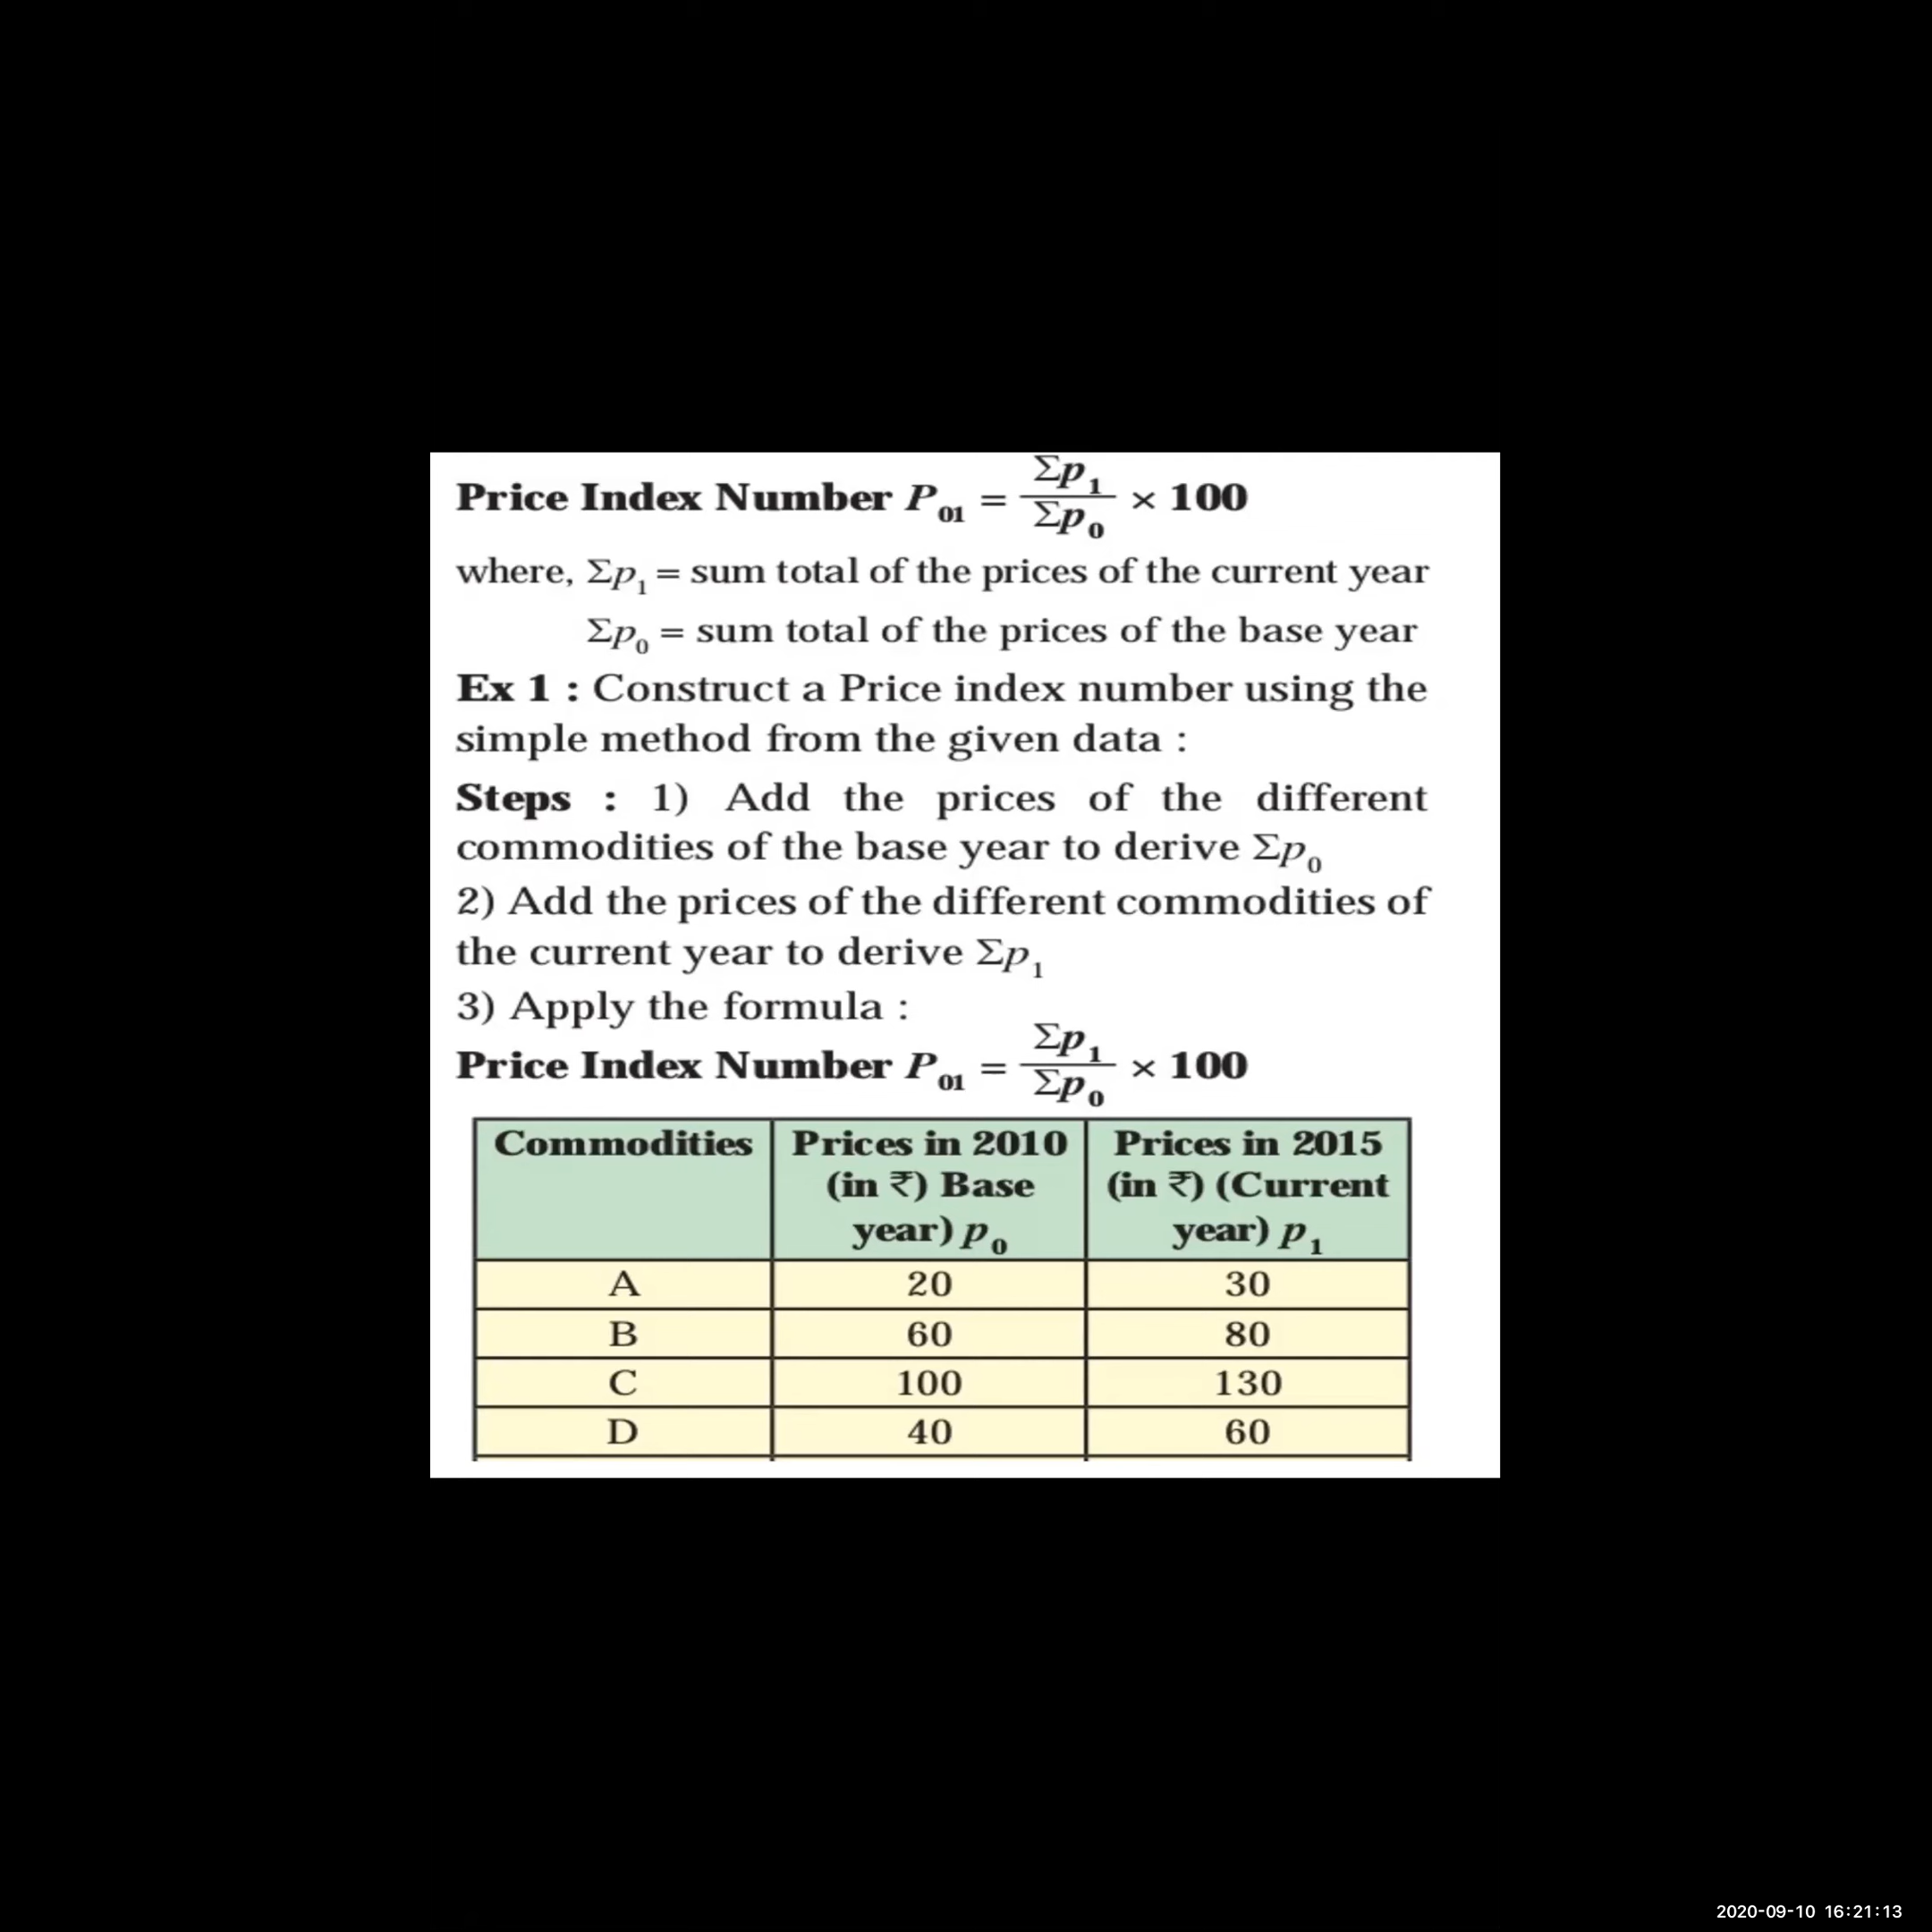 Price Index Number P₀₁ = Σp₁ / Σp₀ × 100
where, Σp₁ = sum total of the prices of the current year
Σp₀ = sum total of the prices of the base year
Ex 1 : Construct a Price index number using the
simple method from the given data :
Steps : 1) Add the prices of the different
commodities of the base year to derive Σp₀
2) Add the prices of the different commodities of
the current year to derive Σp₁
3) Apply the formula :
Price Index Number P₀₁ = Σp₁ / Σp₀ × 100
Commodities Prices in 2010 Prices in 2015
(in ₹) Base (in ₹) (Current
year) p₀ year) p₁
A 20 30
B 60 80
C 100 130
D 40 60
2020-09-10 16:21:13